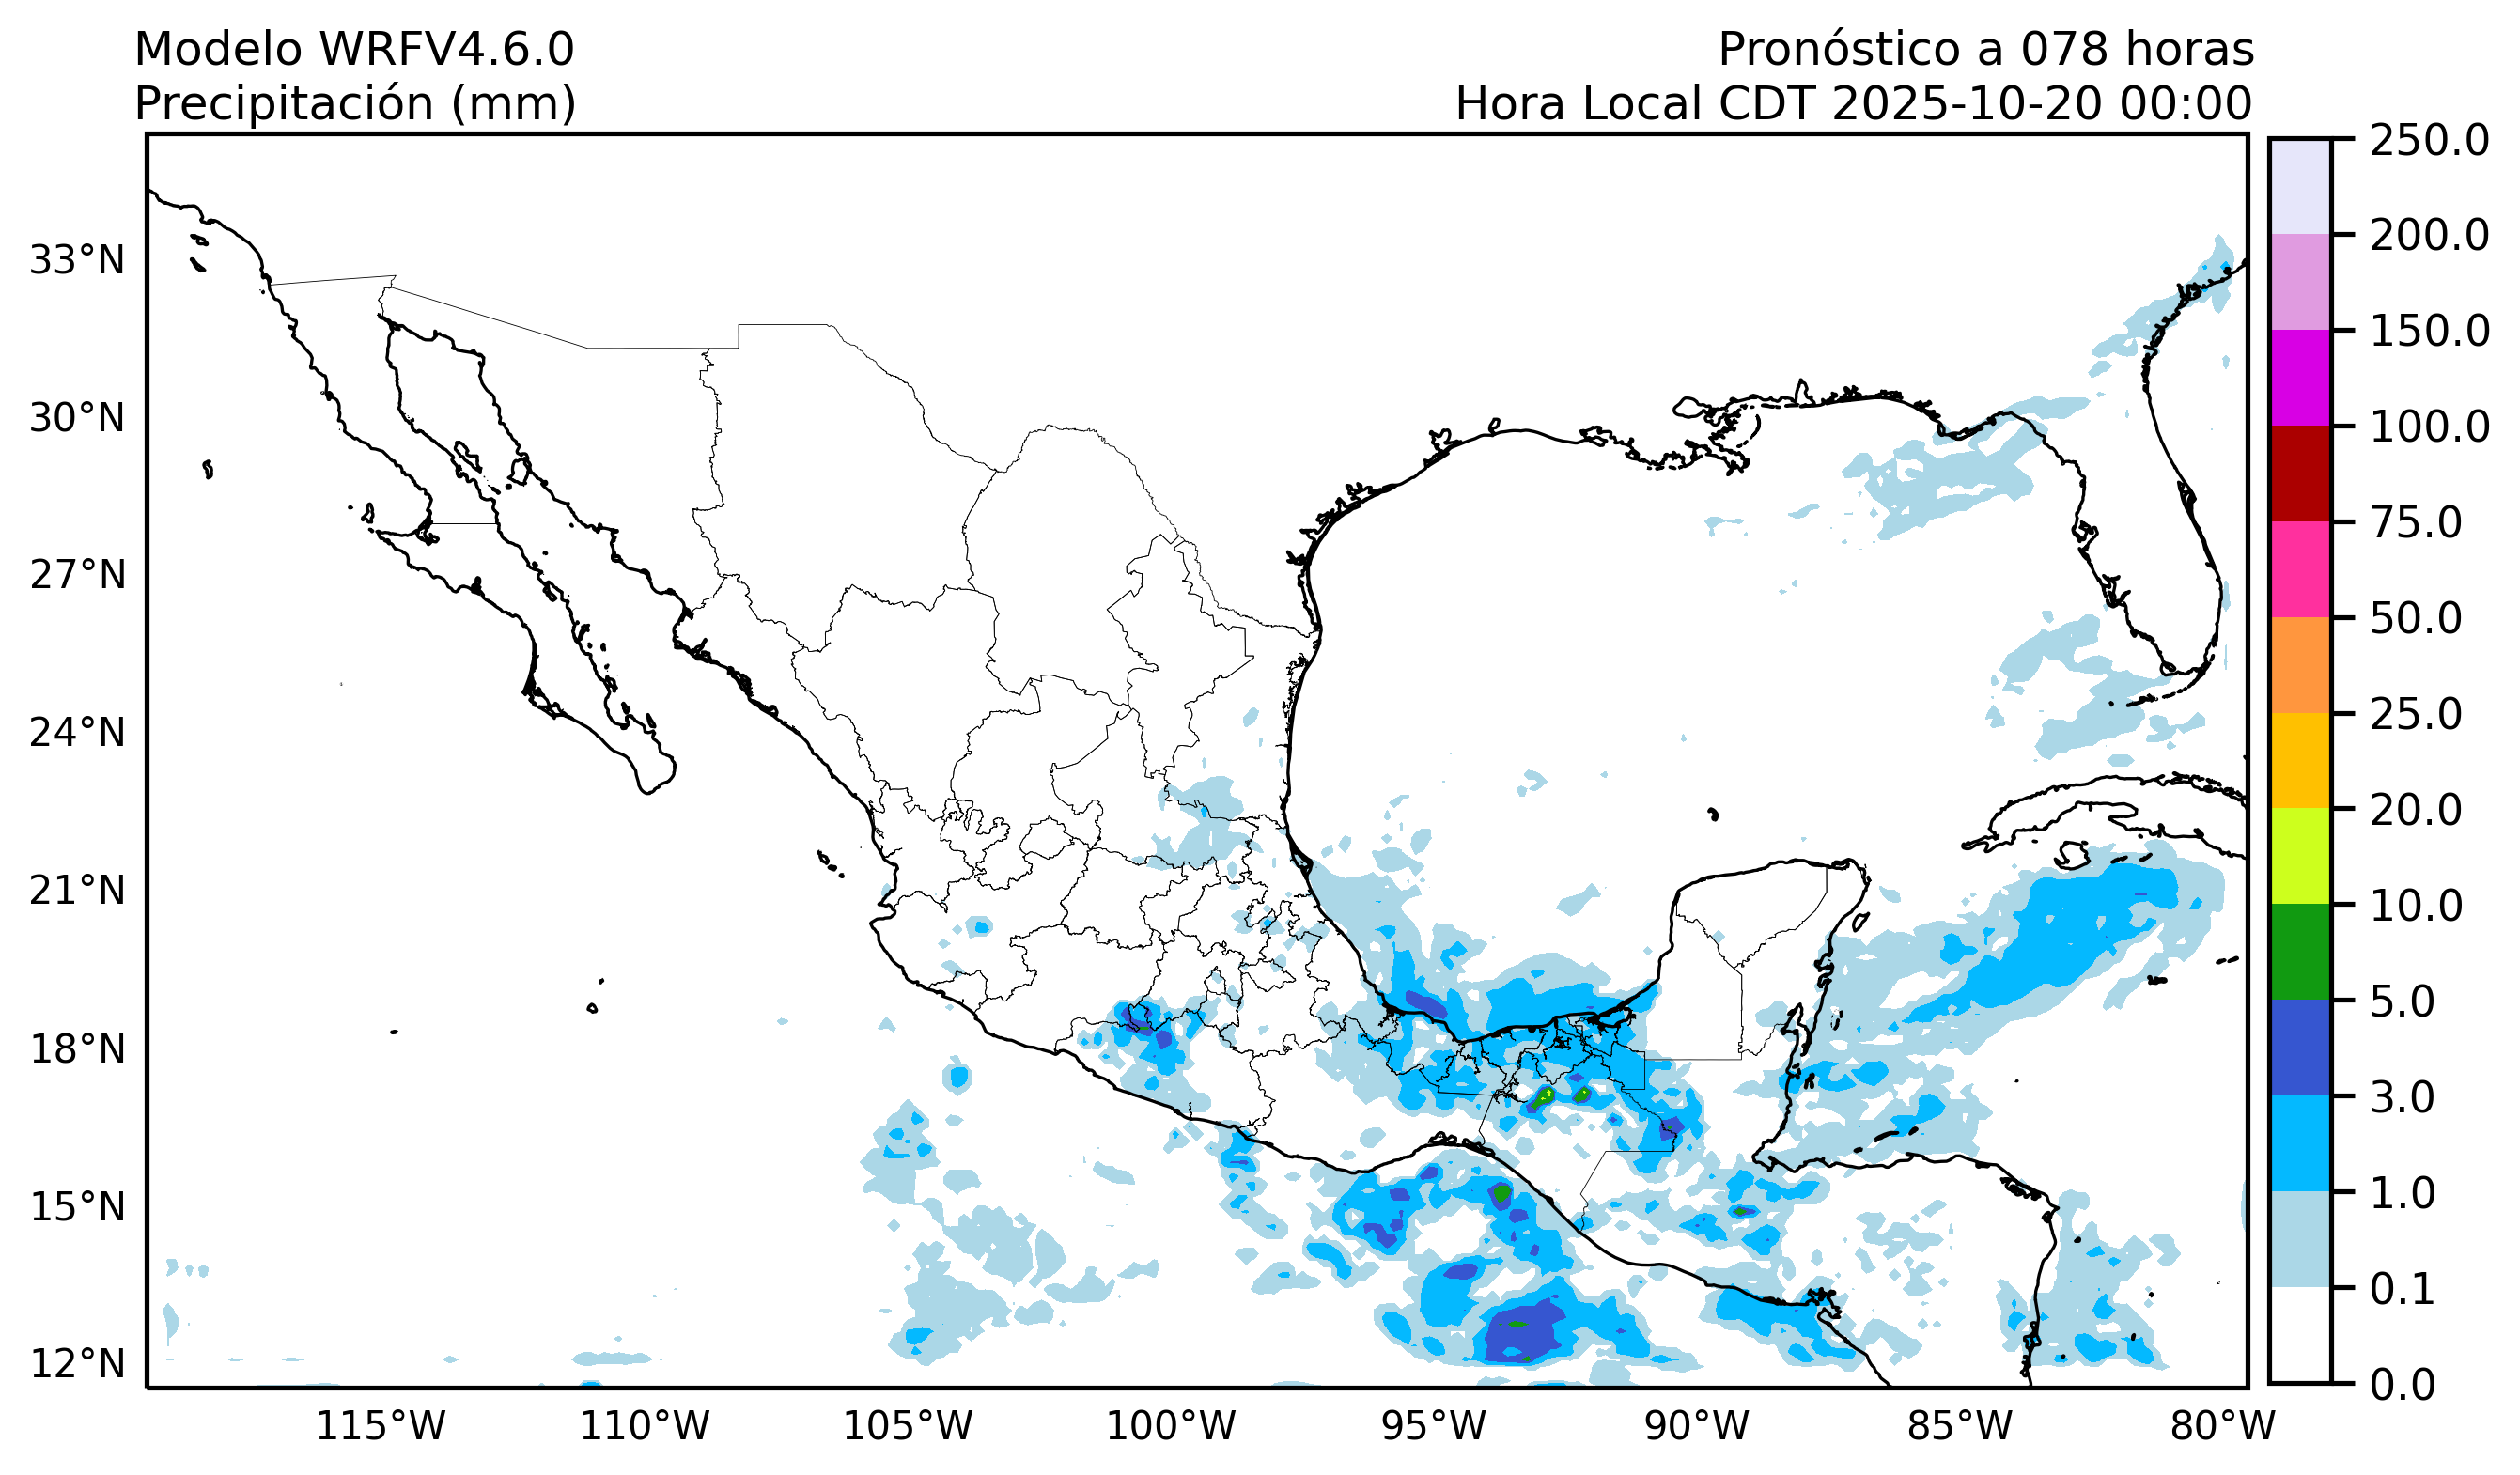 Modelo WRFV4.6.0
Precipitación (mm)
Pronóstico a 078 horas
Hora Local CDT 2025-10-20 00:00
33°N
30°N
27°N
24°N
21°N
18°N
15°N
12°N
115°W
110°W
105°W
100°W
95°W
90°W
85°W
80°W
250.0
200.0
150.0
100.0
75.0
50.0
25.0
20.0
10.0
5.0
3.0
1.0
0.1
0.0